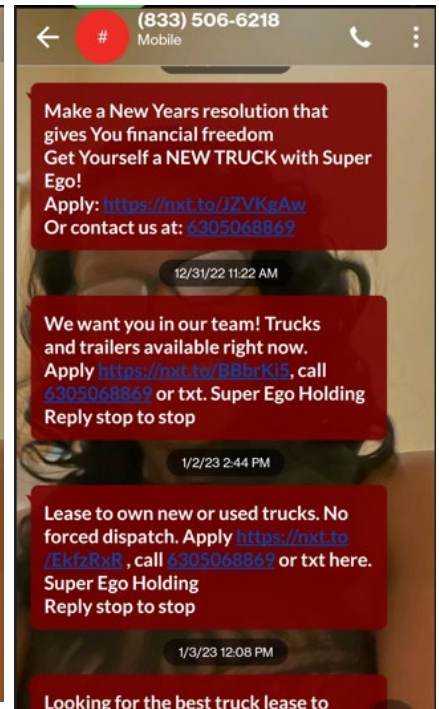 (833) 506-6218
#
Mobile
Make a New Years resolution that
gives You financial freedom
Get Yourself a NEW TRUCK with Super
Ego!
Apply: https://nxt.to/JZVKgAw
Or contact us at: 6305068869
12/31/22 11:22 AM
We want you in our team! Trucks
and trailers available right now.
Apply https://nxt.to/BBbrKi5, call
6305068869 or txt. Super Ego Holding
Reply stop to stop
1/2/23 2:44 PM
Lease to own new or used trucks. No
forced dispatch. Apply https://nxt.to
/EkfzRxR , call 6305068869 or txt here.
Super Ego Holding
Reply stop to stop
1/3/23 12:08 PM
Looking for the best truck lease to